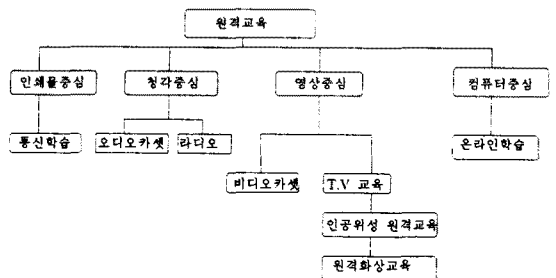 원격교육
인쇄물중심 청각중심 영상중심 컴퓨터중심
통신학습 오디오카셋 라디오 온라인학습
비디오카셋 T.V 교육
인공위성 원격교육
원격화상교육